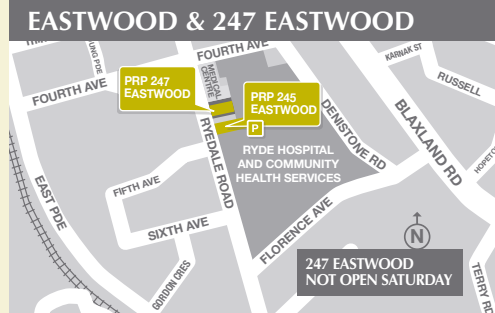 EASTWOOD & 247 EASTWOOD
FOURTH AVE
KARNAK ST
RUSSELL
MEDICAL
CENTRE
PRP 247
EASTWOOD
FOURTH AVE
PRP 245
EASTWOOD
P
DENISTONE RD
BLAXLAND RD
RYEDALE ROAD
RYDE HOSPITAL
AND COMMUNITY
HEALTH SERVICES
EAST PDE
FIFTH AVE
SIXTH AVE
FLORENCE AVE
N
GORDON CRES
247 EASTWOOD
NOT OPEN SATURDAY
TERRY RD